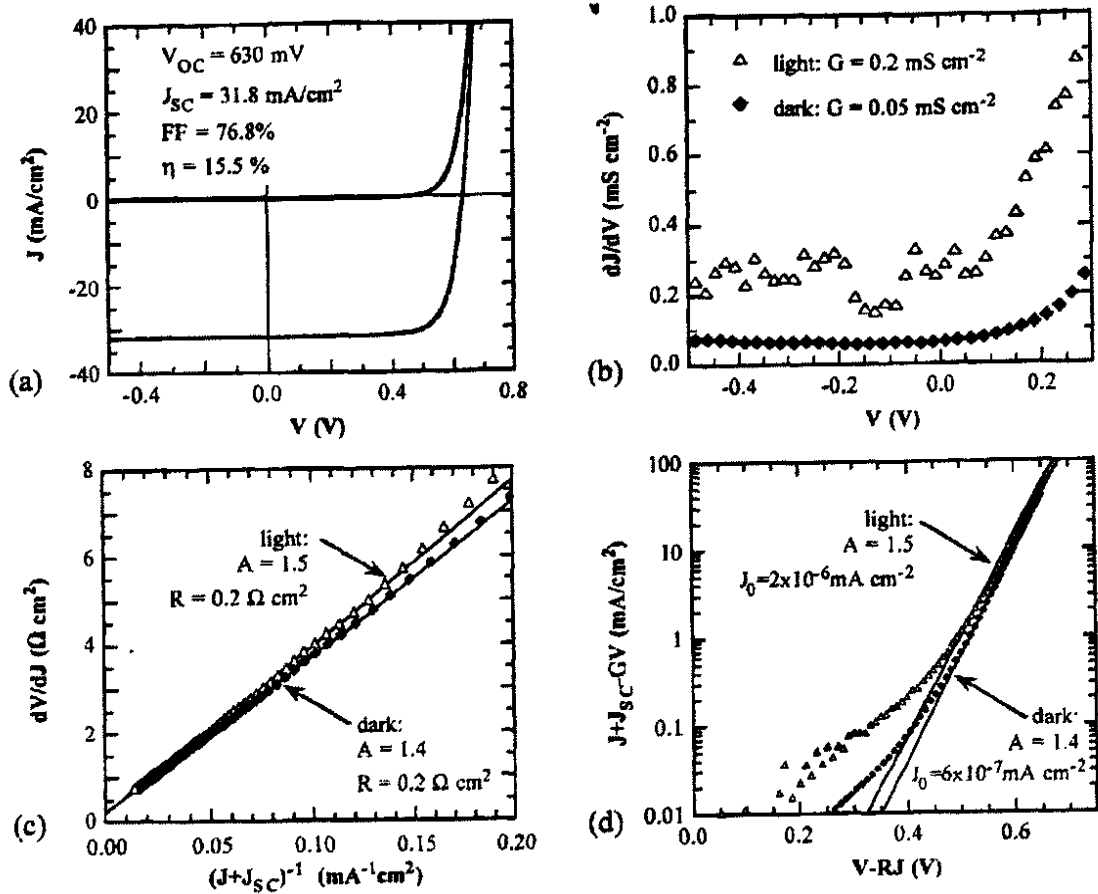 (a)
40
20
0
-20
-40
J (mA/cm²)
V_OC = 630 mV
J_SC = 31.8 mA/cm²
FF = 76.8%
η = 15.5 %
-0.4
0.0
0.4
0.8
V (V)
(b)
1.0
0.8
0.6
0.4
0.2
0.0
dJ/dV (mS cm⁻²)
light: G = 0.2 mS cm⁻²
dark: G = 0.05 mS cm⁻²
-0.4
-0.2
0.0
0.2
V (V)
(c)
8
6
4
2
0
dV/dJ (Ω cm²)
light:
A = 1.5
R = 0.2 Ω cm²
dark:
A = 1.4
R = 0.2 Ω cm²
0.00
0.05
0.10
0.15
0.20
(J+J_SC)⁻¹ (mA⁻¹cm²)
(d)
100
10
1
0.1
0.01
J+J_SC-GV (mA/cm²)
light:
A = 1.5
J₀=2x10⁻⁶mA cm⁻²
dark:
A = 1.4
J₀=6x10⁻⁷mA cm⁻²
0.0
0.2
0.4
0.6
V-RJ (V)